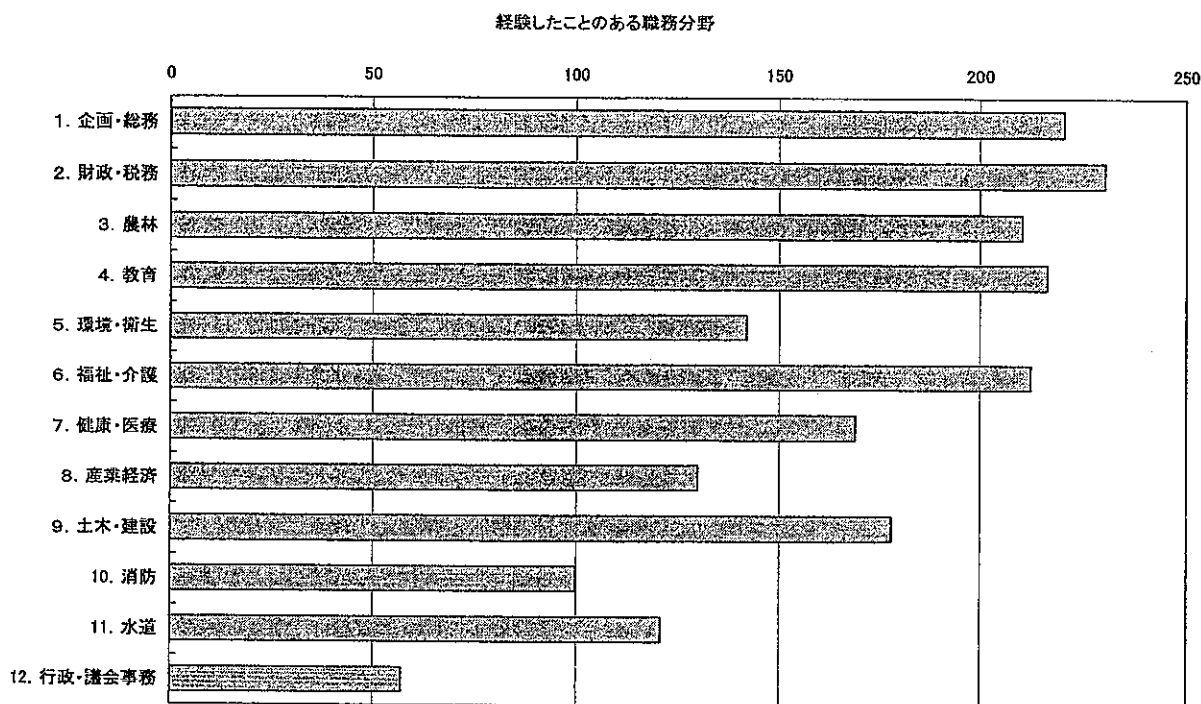 経験したことのある職務分野
0 50 100 150 200 250
1. 企画・総務
2. 財政・税務
3. 農林
4. 教育
5. 環境・衛生
6. 福祉・介護
7. 健康・医療
8. 産業経済
9. 土木・建設
10. 消防
11. 水道
12. 行政・議会事務